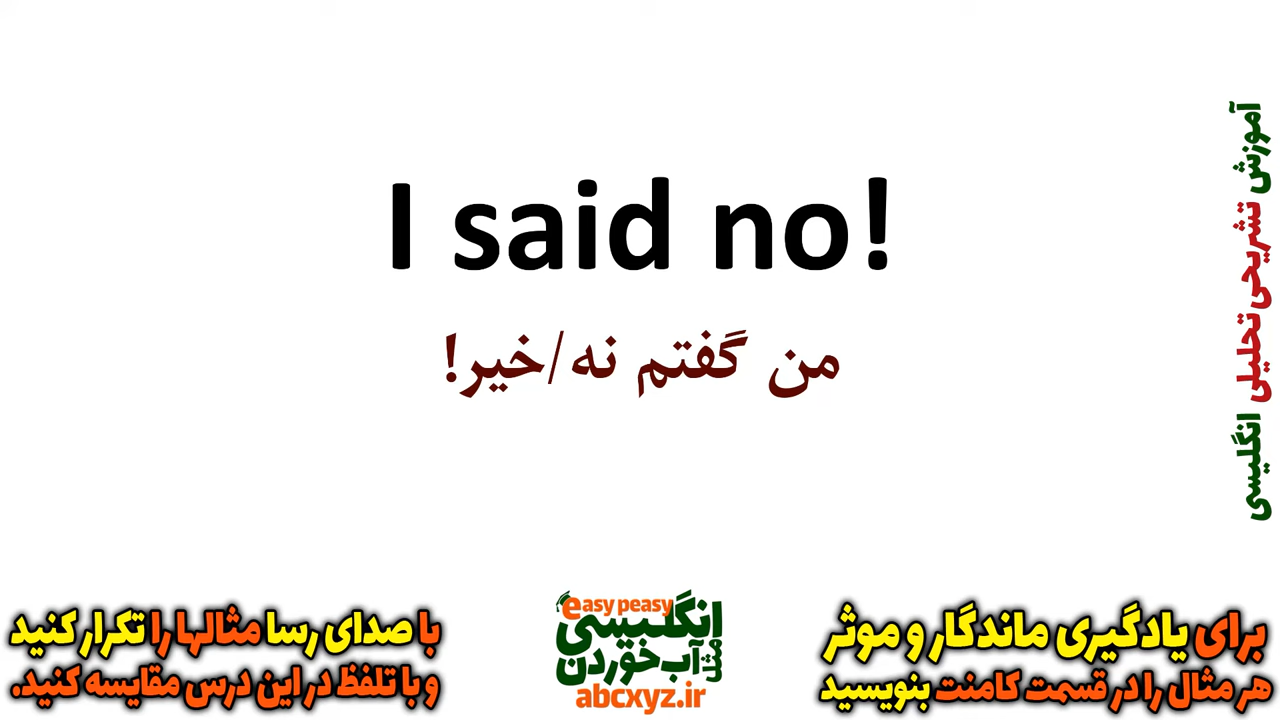 I said no!
من گفتم نه/خیر!
آموزش تشریحی تحلیلی انگلیسی
برای یادگیری ماندگار و موثر
هر مثال را در قسمت کامنت بنویسید
easy peasy
انگلیسی
مثل آب خوردن
abcxyz.ir
با صدای رسا مثالها را تکرار کنید
و با تلفظ در این درس مقایسه کنید.